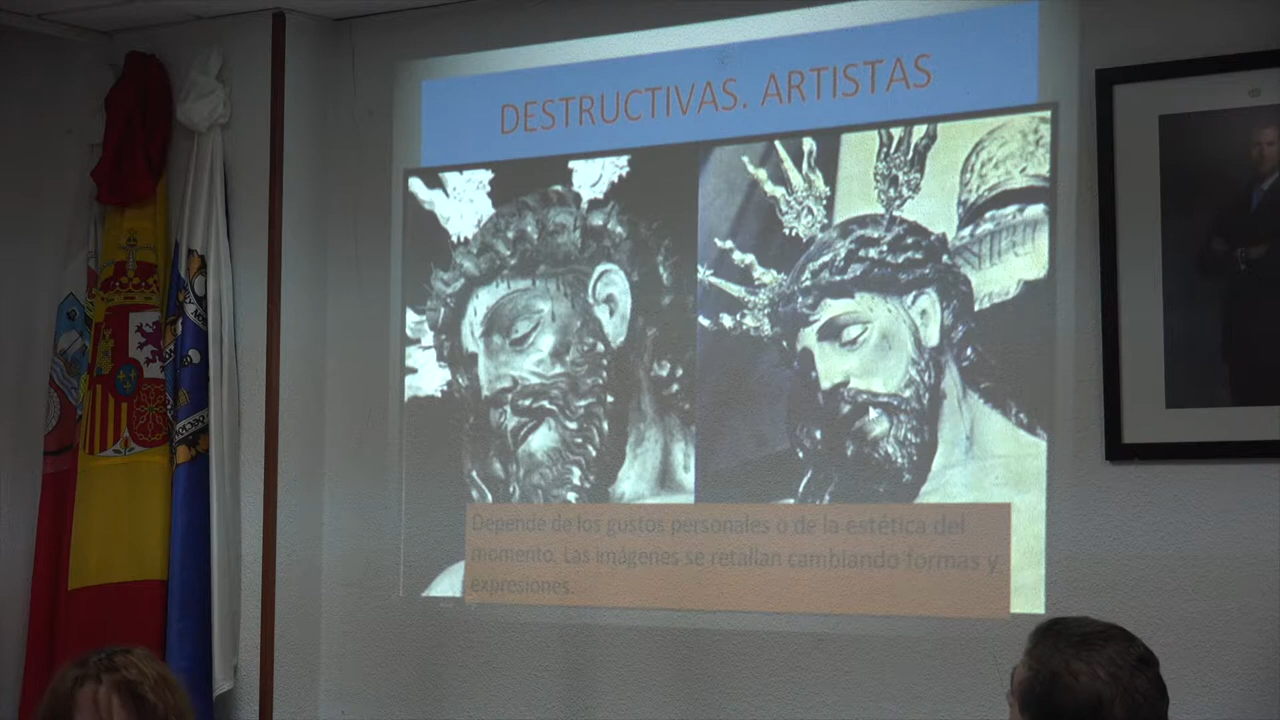 DESTRUCTIVAS. ARTISTAS
Depende de los gustos personales o de la estética del
momento. Las imágenes se retallan cambiando formas y
expresiones.